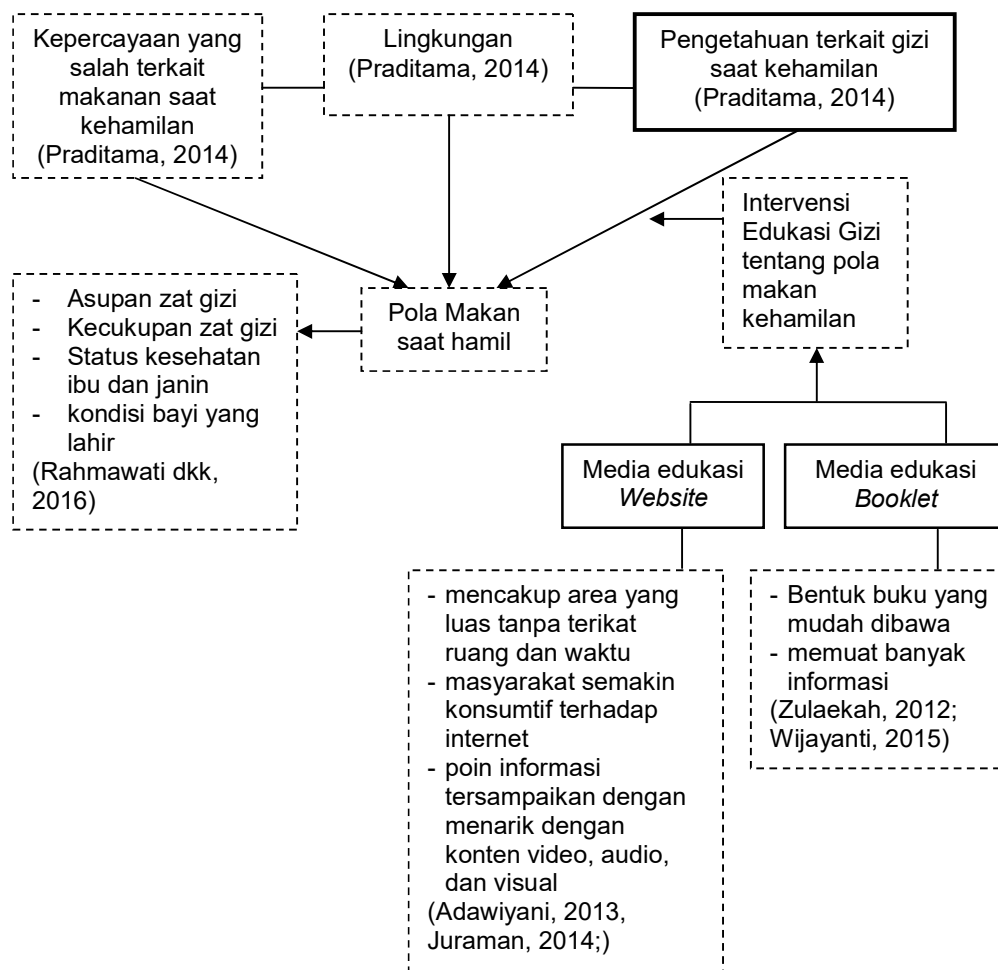 Kepercayaan yang
salah terkait
makanan saat
kehamilan
(Praditama, 2014)
Lingkungan
(Praditama, 2014)
Pengetahuan terkait gizi
saat kehamilan
(Praditama, 2014)
Intervensi
Edukasi Gizi
tentang pola
makan
kehamilan
- Asupan zat gizi
- Kecukupan zat gizi
- Status kesehatan
ibu dan janin
- kondisi bayi yang
lahir
(Rahmawati dkk,
2016)
Pola Makan
saat hamil
Media edukasi
Website
Media edukasi
Booklet
- mencakup area yang
luas tanpa terikat
ruang dan waktu
- masyarakat semakin
konsumtif terhadap
internet
- poin informasi
tersampaikan dengan
menarik dengan
konten video, audio,
dan visual
(Adawiyani, 2013,
Juraman, 2014;)
- Bentuk buku yang
mudah dibawa
- memuat banyak
informasi
(Zulaekah, 2012;
Wijayanti, 2015)